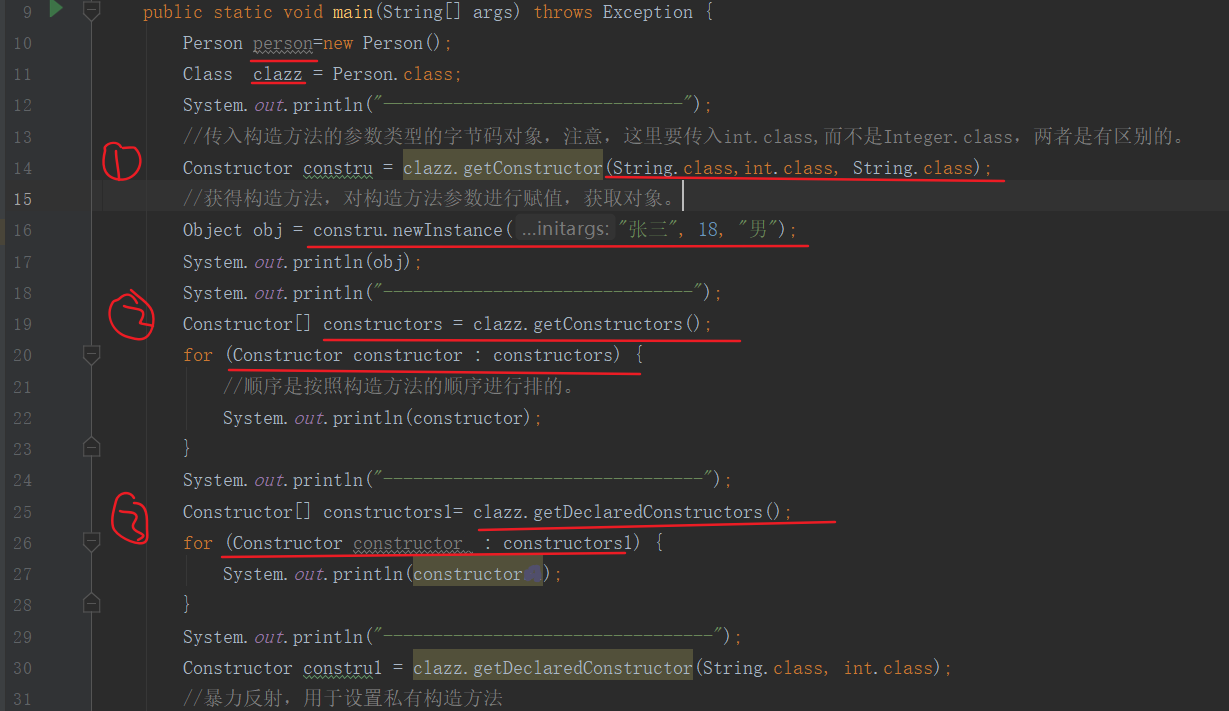 9 public static void main(String[] args) throws Exception {
10 Person person=new Person();
11 Class clazz = Person.class;
12 System.out.println("------------------------------");
13 //传入构造方法的参数类型的字节码对象，注意，这里要传入int.class,而不是Integer.class，两者是有区别的。
① 
14 Constructor constru = clazz.getConstructor(String.class,int.class, String.class);
15 //获得构造方法，对构造方法参数进行赋值，获取对象。
16 Object obj = constru.newInstance( ...initargs: "张三", 18, "男");
17 System.out.println(obj);
18 System.out.println("-------------------------------");
②
19 Constructor[] constructors = clazz.getConstructors();
20 for (Constructor constructor : constructors) {
21 //顺序是按照构造方法的顺序进行排的。
22 System.out.println(constructor);
23 }
24 System.out.println("--------------------------------");
③
25 Constructor[] constructors1= clazz.getDeclaredConstructors();
26 for (Constructor constructor : constructors1) {
27 System.out.println(constructor );
28 }
29 System.out.println("---------------------------------");
30 Constructor constru1 = clazz.getDeclaredConstructor(String.class, int.class);
31 //暴力反射，用于设置私有构造方法